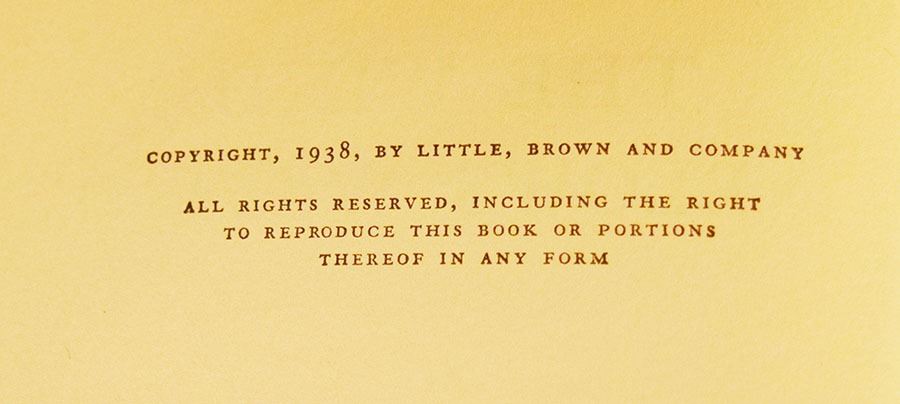 COPYRIGHT, 1938, BY LITTLE, BROWN AND COMPANY
ALL RIGHTS RESERVED, INCLUDING THE RIGHT
TO REPRODUCE THIS BOOK OR PORTIONS
THEREOF IN ANY FORM